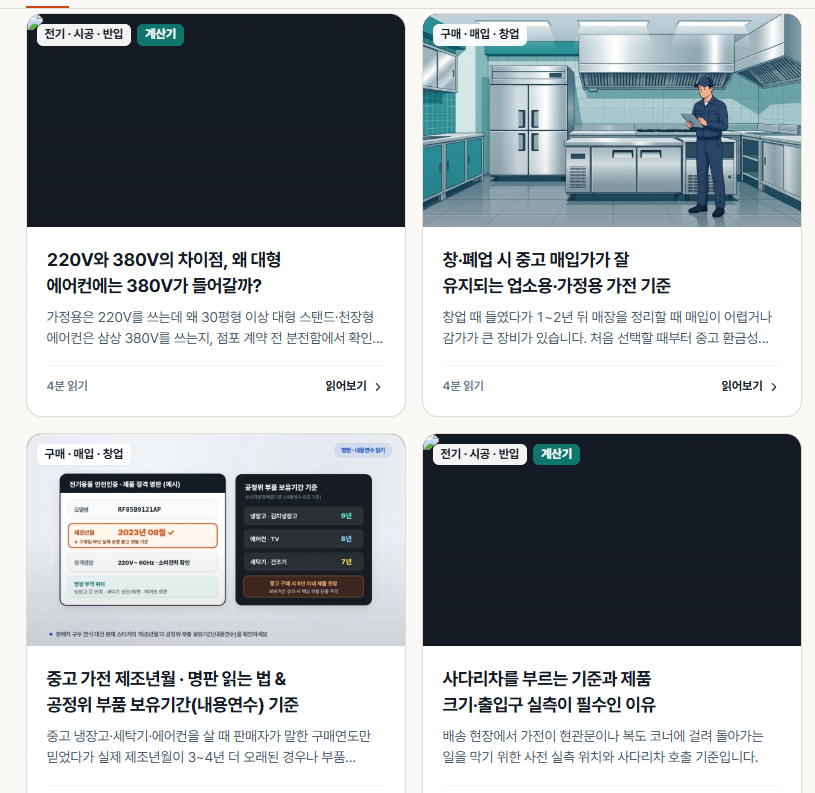 전기 · 시공 · 반입
계산기
220V와 380V의 차이점, 왜 대형
에어컨에는 380V가 들어갈까?
가정용은 220V를 쓰는데 왜 30평형 이상 대형 스탠드·천장형
에어컨은 삼상 380V를 쓰는지, 점포 계약 전 분전함에서 확인...
4분 읽기
읽어보기
구매 · 매입 · 창업
창·폐업 시 중고 매입가가 잘
유지되는 업소용·가정용 가전 기준
창업 때 들였다가 1~2년 뒤 매장을 정리할 때 매입이 어렵거나
감가가 큰 장비가 있습니다. 처음 선택할 때부터 중고 환금성...
4분 읽기
읽어보기
구매 · 매입 · 창업
명판 · 내용연수 읽기
전기용품 안전인증 · 제품 정격 명판 (예시)
모델명 RF85B9121AP
제조년월 2023년 08월 ✓
정격전압 220V~ 60Hz · 소비전력 확인
명판 부착 위치
공정위 부품 보유기간 기준
냉장고 · 김치냉장고 9년
에어컨 · TV 8년
세탁기 · 건조기 7년
중고 구매 시 5년 이내 제품 권장
중고 가전 제조년월 · 명판 읽는 법 &
공정위 부품 보유기간(내용연수) 기준
중고 냉장고·세탁기·에어컨을 살 때 판매자가 말한 구매연도만
믿었다가 실제 제조년월이 3~4년 더 오래된 경우나 부품...
전기 · 시공 · 반입
계산기
사다리차를 부르는 기준과 제품
크기·출입구 실측이 필수인 이유
배송 현장에서 가전이 현관문이나 복도 코너에 걸려 돌아가는
일을 막기 위한 사전 실측 위치와 사다리차 호출 기준입니다.